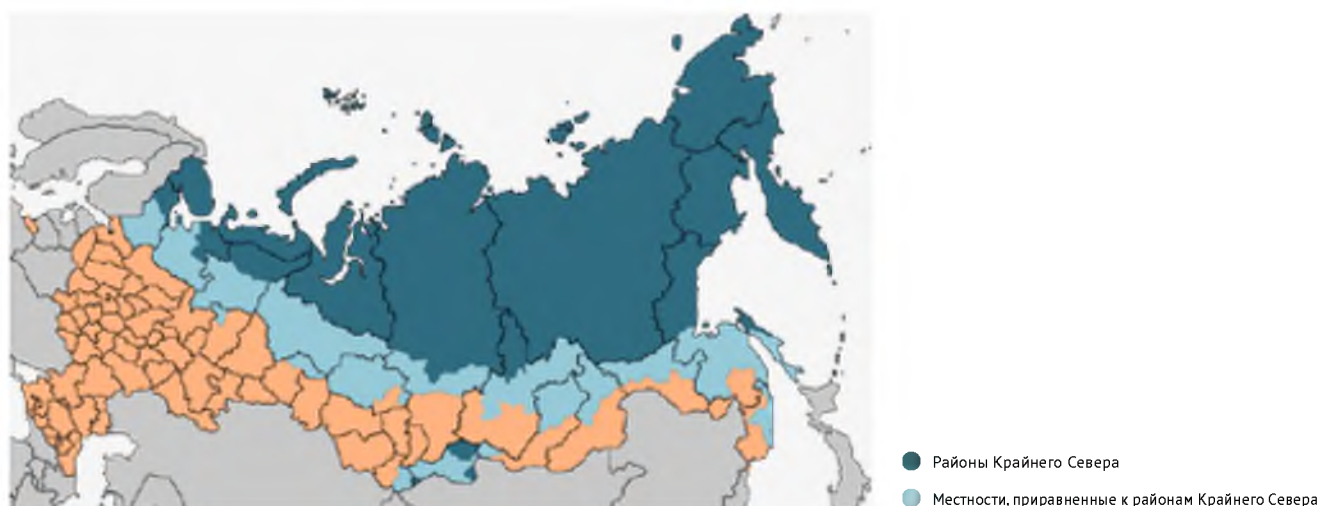 Районы Крайнего Севера
Местности, приравненные к районам Крайнего Севера